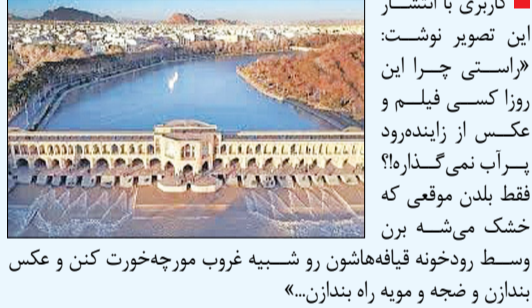 کاربری با انتشار
این تصویر نوشت:
«راستی چرا این
روزا کسی فیلم و
عکس از زاینده‌رود
پرآب نمی‌گذاره!؟
فقط بلدن موقعی که
خشک می‌شه برن
وسط رودخونه قیافه‌هاشون رو شبیه غروب مورچه‌خورت کنن و عکس
بندازن و ضجه و مویه راه بندازن...»